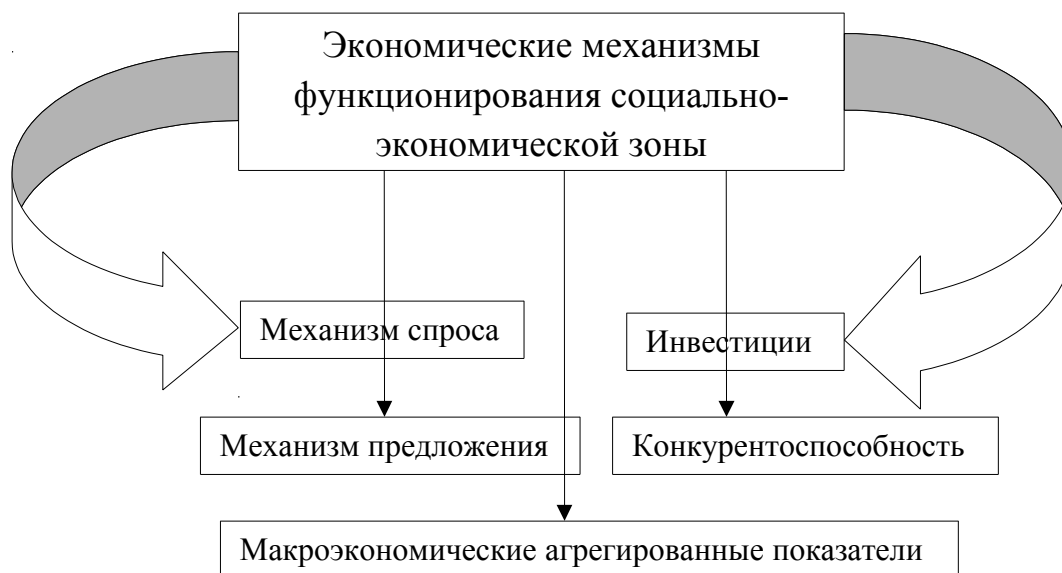 Экономические механизмы
функционирования социально-
экономической зоны
Механизм спроса
Инвестиции
Механизм предложения
Конкурентоспособность
Макроэкономические агрегированные показатели